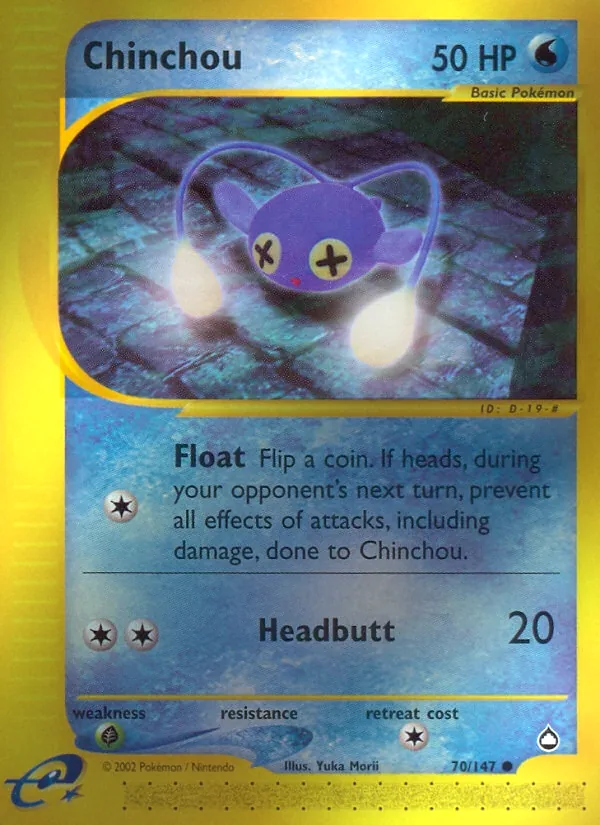 Chinchou
50 HP
Basic Pokémon
ID: D-19-#
Float Flip a coin. If heads, during
your opponent's next turn, prevent
all effects of attacks, including
damage, done to Chinchou.
Headbutt 20
weakness resistance retreat cost
© 2002 Pokémon / Nintendo Illus. Yuka Morii 70/147
e